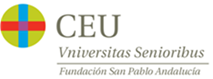 CEU
Vniversitas Senioribus
Fundación San Pablo Andalucía